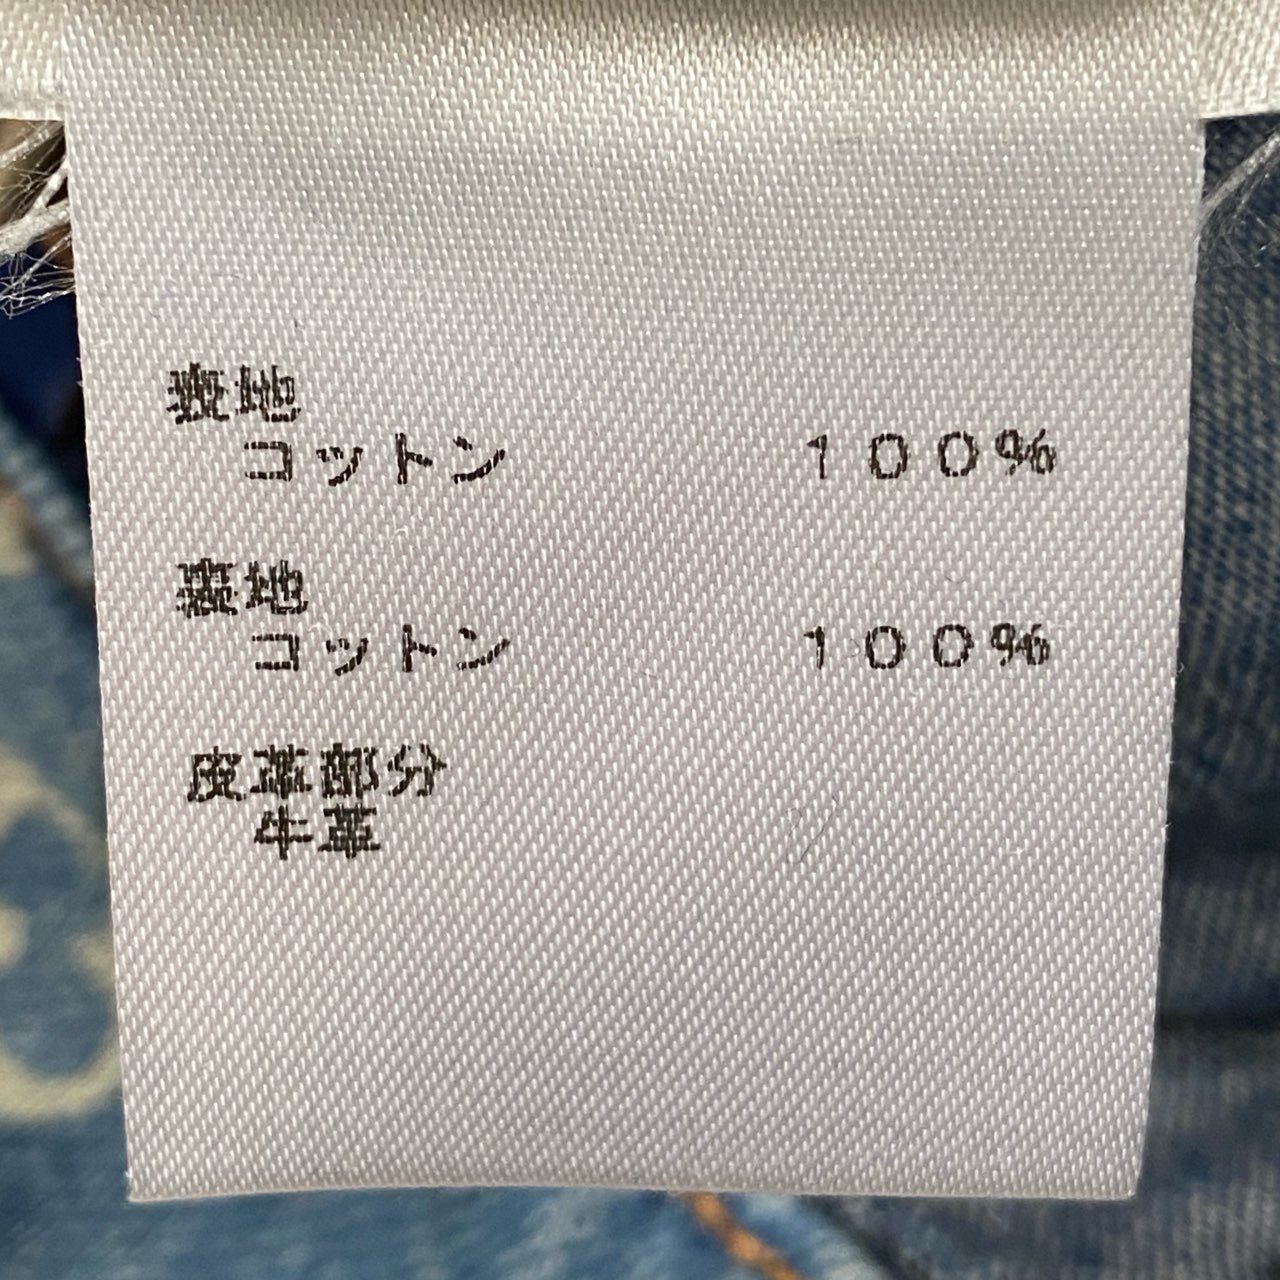 表地
コットン 100%
裏地
コットン 100%
皮革部分
牛革